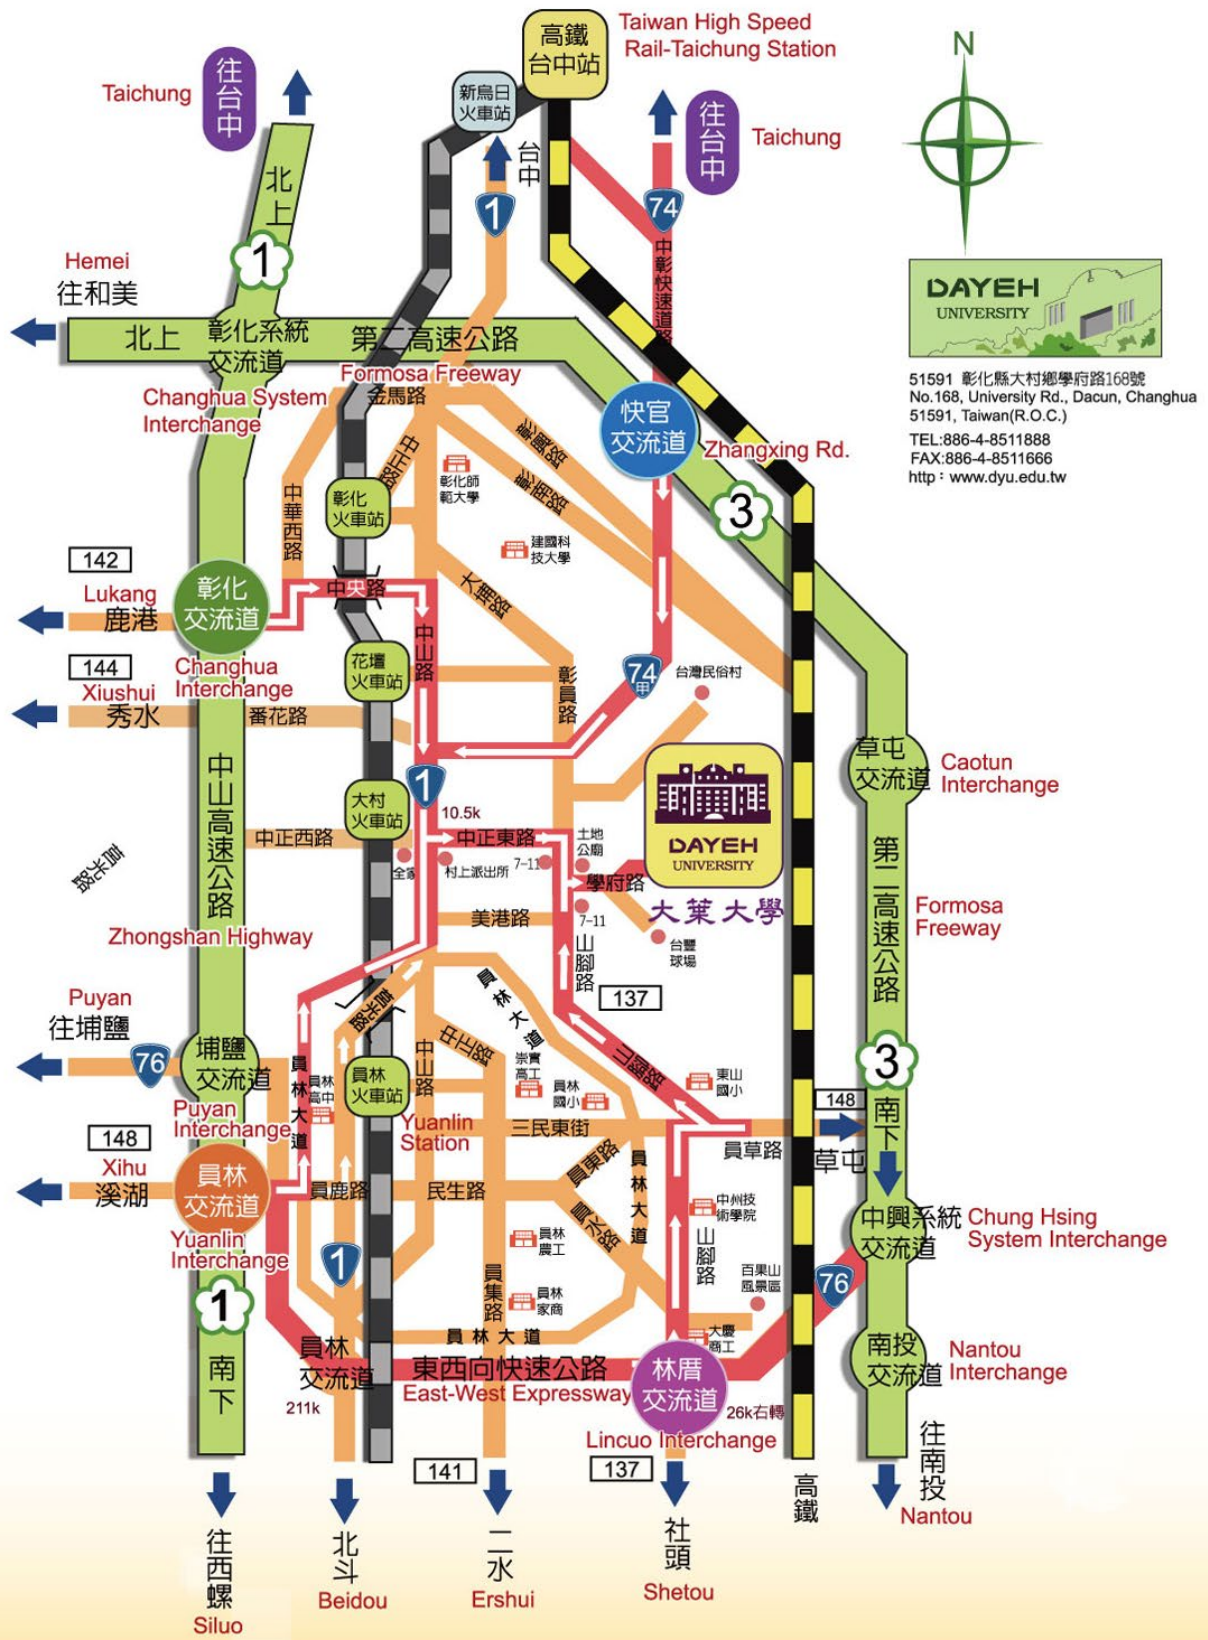 高鐵
台中站
Taiwan High Speed
Rail-Taichung Station
Taichung
往台中
新烏日
火車站
台中
往台中
Taichung
N
北上
1
1
74
中彰快速道路
Hemei
往和美
DAYEH
UNIVERSITY
北上
彰化系統
交流道
第二高速公路
Formosa Freeway
Changhua System
Interchange
金馬路
51591 彰化縣大村鄉學府路168號
No.168, University Rd., Dacun, Changhua
51591, Taiwan(R.O.C.)
TEL:886-4-8511888
FAX:886-4-8511666
http：www.dyu.edu.tw
快官
交流道
Zhangxing Rd.
中正路
彰興路
彰南路
彰化師
範大學
3
中華西路
彰化
火車站
建國科
技大學
142
Lukang
鹿港
彰化
交流道
中央路
大埔路
144
Changhua
Interchange
中山路
花壇
火車站
彰員路
74
甲
台灣民俗村
Xiushui
秀水
番花路
中山高速公路
1
草屯
交流道
Caotun
Interchange
大村
火車站
10.5k
DAYEH
UNIVERSITY
大葉大學
中正西路
中正東路
土地
公廟
員光路
全家
村上派出所
7-11
學府路
第二高速公路
Zhongshan Highway
美港路
7-11
山腳路
台豐
球場
Formosa
Freeway
員林大道
137
Puyan
往埔鹽
76
埔鹽
交流道
員光路
中正路
3
Puyan
Interchange
員林大道
員林
高中
員林
火車站
中山路
崇實
高工
員林
國小
山腳路
東山
國小
148
南下
148
Yuanlin
Station
三民東街
員草路
草屯
Xihu
溪湖
員林
交流道
員鹿路
民生路
員東路
員林大道
中州技
術學院
中興系統
交流道
Chung Hsing
System Interchange
Yuanlin
Interchange
員水路
員林
農工
山腳路
百果山
風景區
76
1
1
員集路
員林
家商
員林大道
大慶
商工
南下
員林
交流道
東西向快速公路
East-West Expressway
林厝
交流道
南投
交流道
Nantou
Interchange
211k
26k右轉
Lincuo Interchange
141
137
高鐵
往南投
Nantou
往西螺
Siluo
北斗
Beidou
二水
Ershui
社頭
Shetou